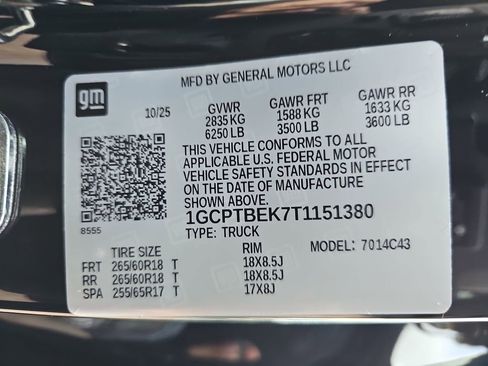 MFD BY GENERAL MOTORS LLC
gm
10/25 GVWR GAWR FRT GAWR RR
2835 KG 1588 KG 1633 KG
6250 LB 3500 LB 3600 LB
THIS VEHICLE CONFORMS TO ALL
APPLICABLE U.S. FEDERAL MOTOR
VEHICLE SAFETY STANDARDS IN EFFECT
ON THE DATE OF MANUFACTURE
SHOWN ABOVE.
1GCPTBEK7T1151380
8555
TYPE: TRUCK MODEL: 7014C43
TIRE SIZE RIM
FRT 265/60R18 T 18X8.5J
RR 265/60R18 T 18X8.5J
SPA 255/65R17 T 17X8J